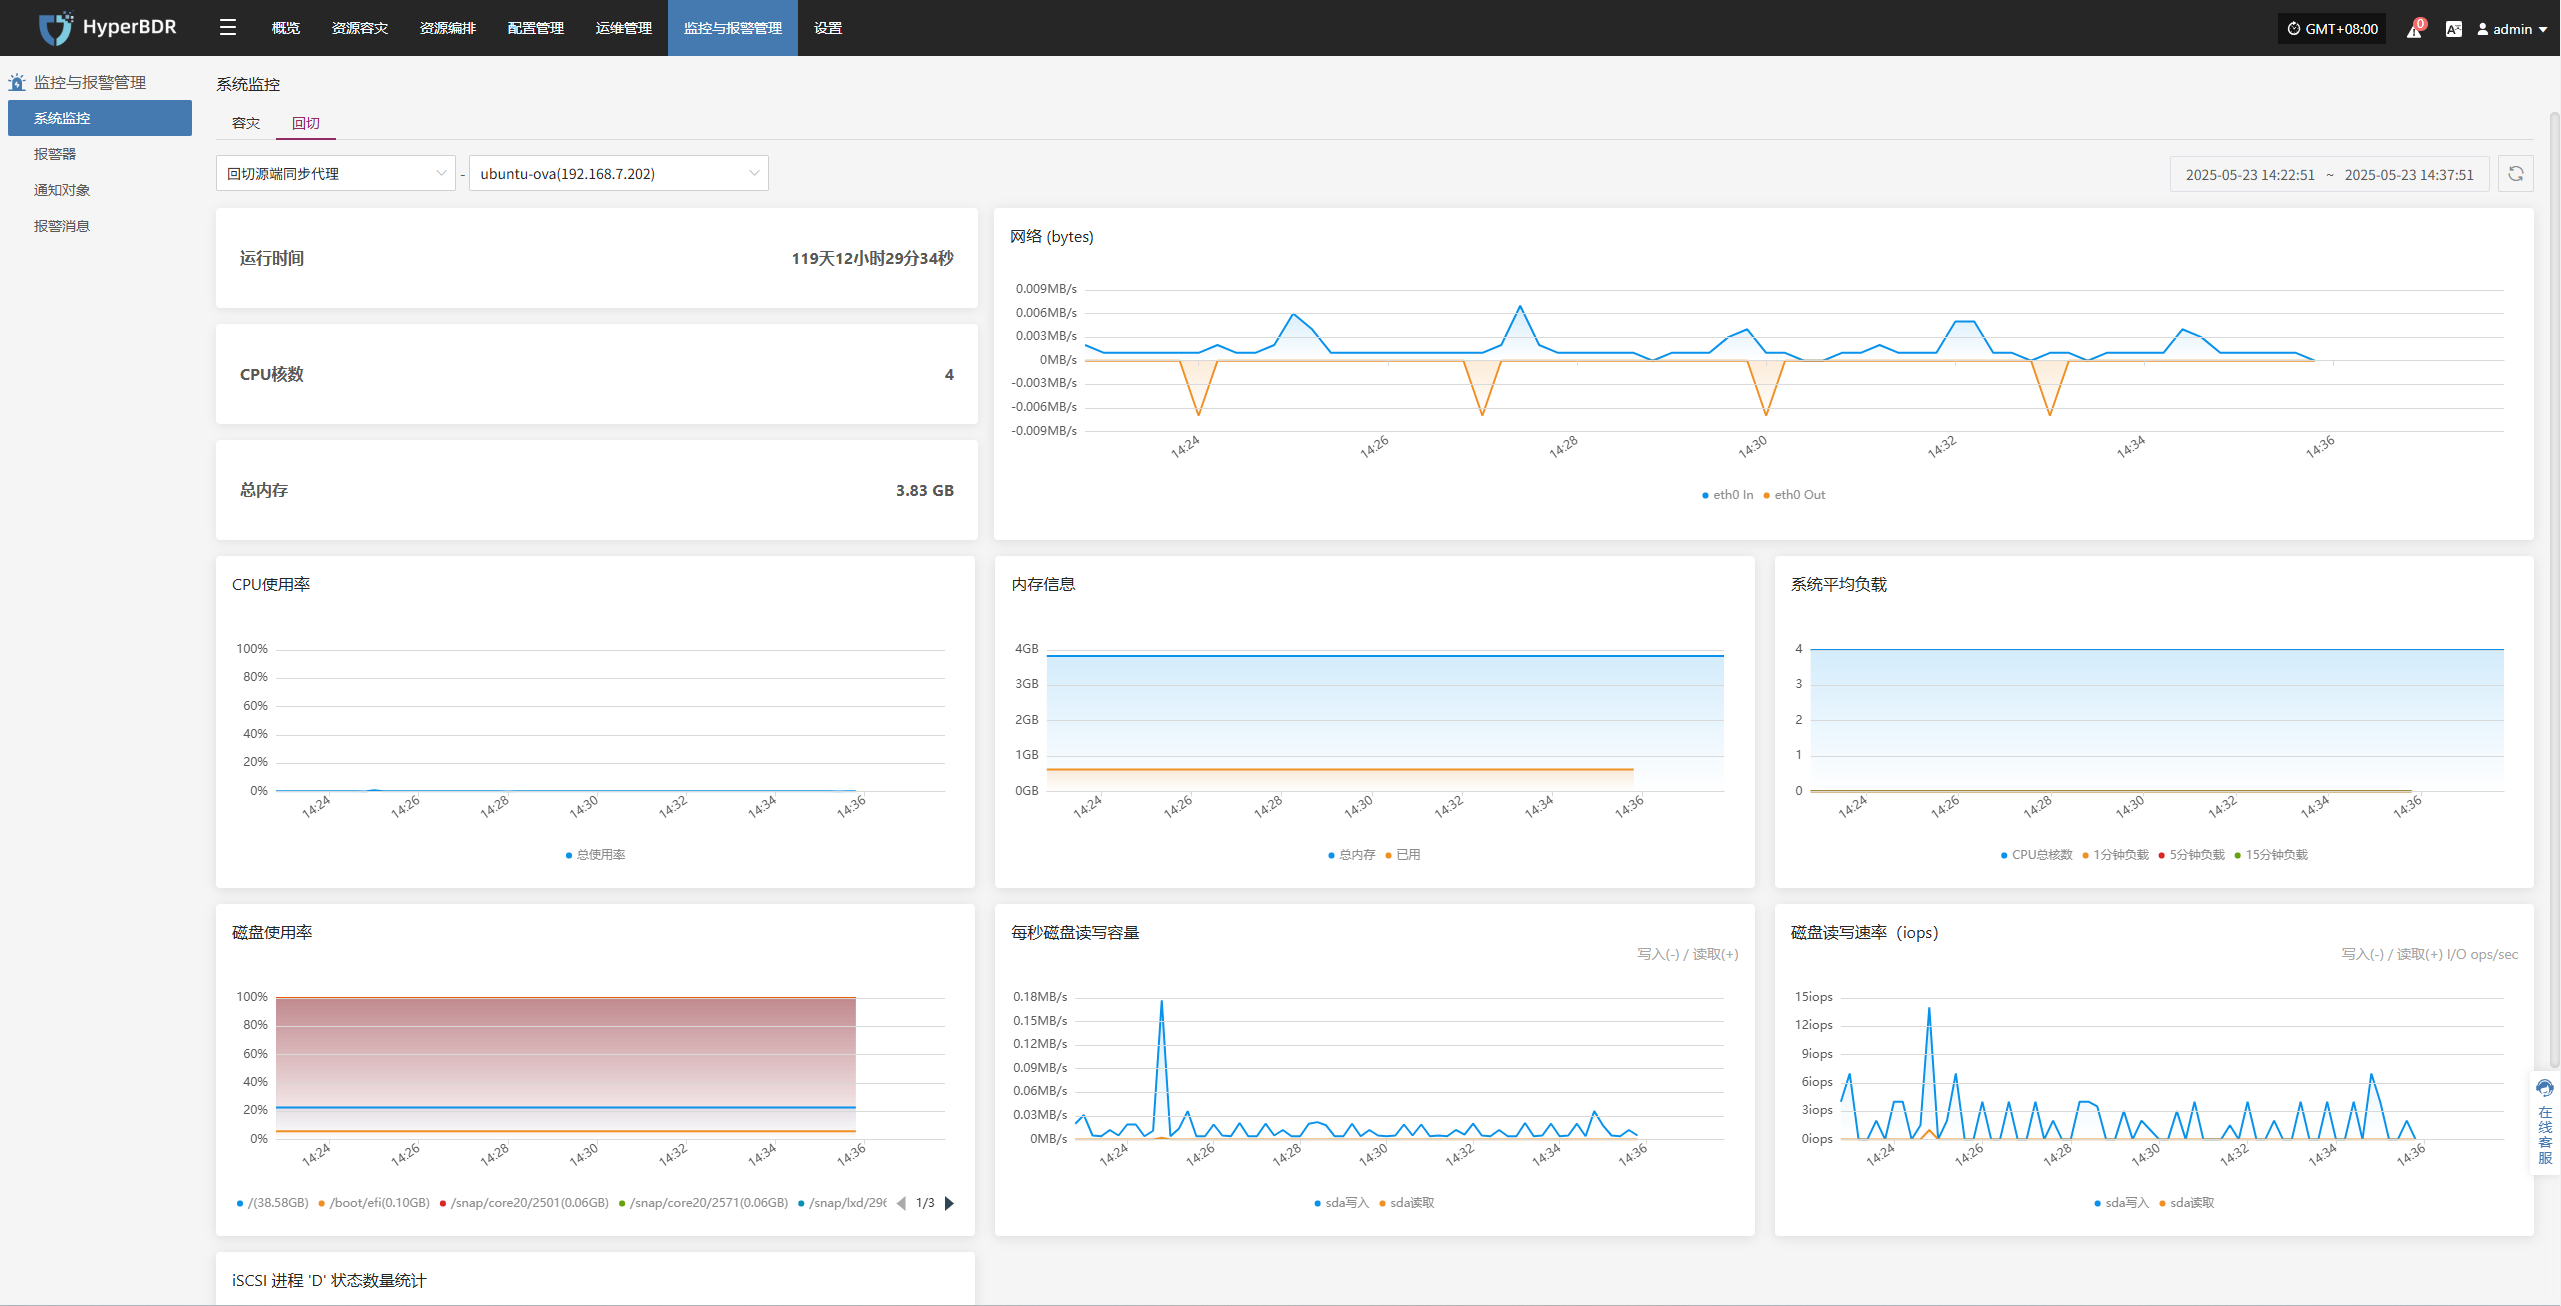 HyperBDR
概览 资源容灾 资源编排 配置管理 运维管理 监控与报警管理 设置
GMT+08:00 0 admin
监控与报警管理
系统监控
报警器
通知对象
报警消息
系统监控
容灾 回切
回切源端同步代理 - ubuntu-ova(192.168.7.202)
2025-05-23 14:22:51 ~ 2025-05-23 14:37:51
运行时间 119天12小时29分34秒
CPU核数 4
总内存 3.83 GB
网络 (bytes)
0.009MB/s
0.006MB/s
0.003MB/s
0MB/s
-0.003MB/s
-0.006MB/s
-0.009MB/s
14:24 14:26 14:28 14:30 14:32 14:34 14:36
eth0 In eth0 Out
CPU使用率
100%
80%
60%
40%
20%
0%
14:24 14:26 14:28 14:30 14:32 14:34 14:36
总使用率
内存信息
4GB
3GB
2GB
1GB
0GB
14:24 14:26 14:28 14:30 14:32 14:34 14:36
总内存 已用
系统平均负载
4
3
2
1
0
14:24 14:26 14:28 14:30 14:32 14:34 14:36
CPU总核数 1分钟负载 5分钟负载 15分钟负载
磁盘使用率
100%
80%
60%
40%
20%
0%
14:24 14:26 14:28 14:30 14:32 14:34 14:36
/(38.58GB) /boot/efi(0.10GB) /snap/core20/2501(0.06GB) /snap/core20/2571(0.06GB) /snap/lxd/296 1/3
每秒磁盘读写容量
写入(-) / 读取(+)
0.18MB/s
0.15MB/s
0.12MB/s
0.09MB/s
0.06MB/s
0.03MB/s
0MB/s
14:24 14:26 14:28 14:30 14:32 14:34 14:36
sda写入 sda读取
磁盘读写速率（iops）
写入(-) / 读取(+) I/O ops/sec
15iops
12iops
9iops
6iops
3iops
0iops
14:24 14:26 14:28 14:30 14:32 14:34 14:36
sda写入 sda读取
iSCSI 进程 'D' 状态数量统计
在线客服